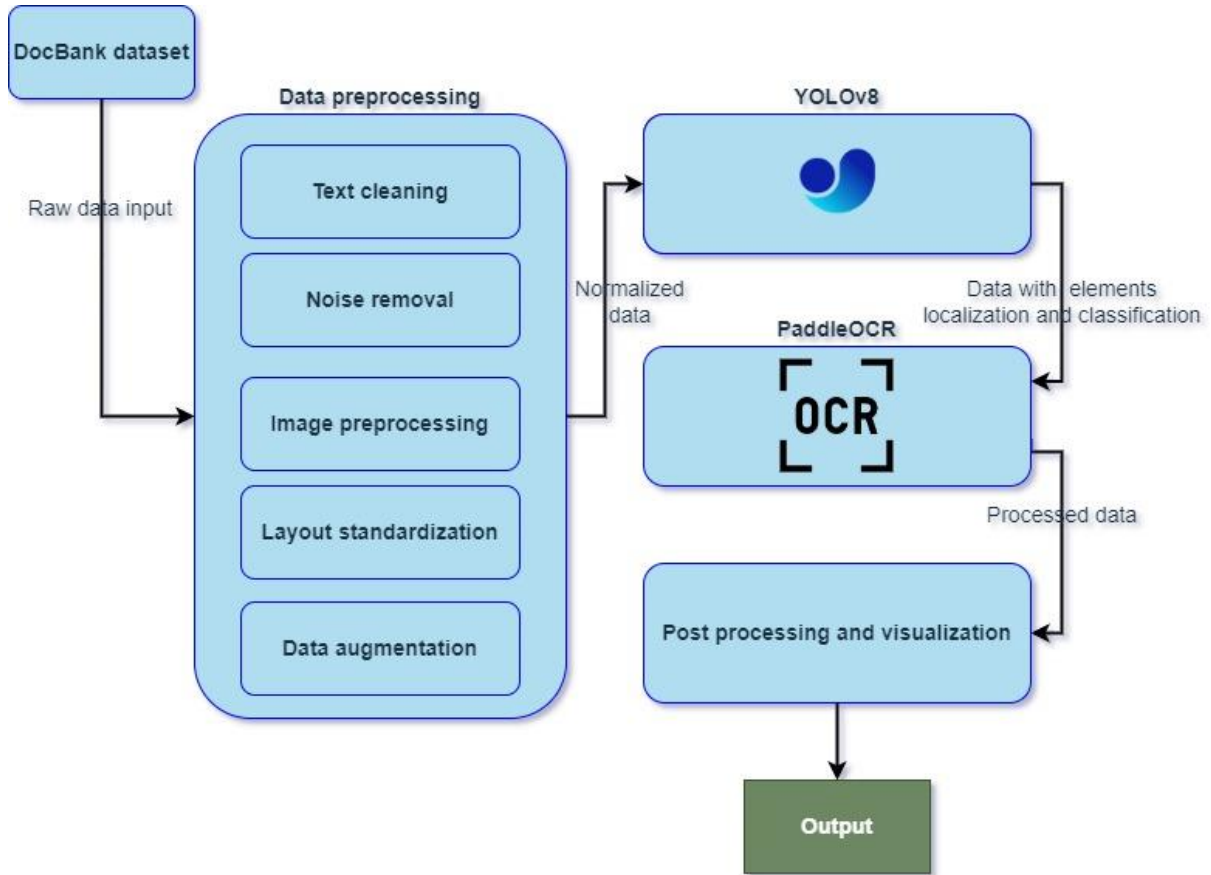 DocBank dataset
Raw data input
Data preprocessing
Text cleaning
Noise removal
Image preprocessing
Layout standardization
Data augmentation
Normalized
data
YOLOv8
Data with elements
localization and classification
PaddleOCR
OCR
Processed data
Post processing and visualization
Output